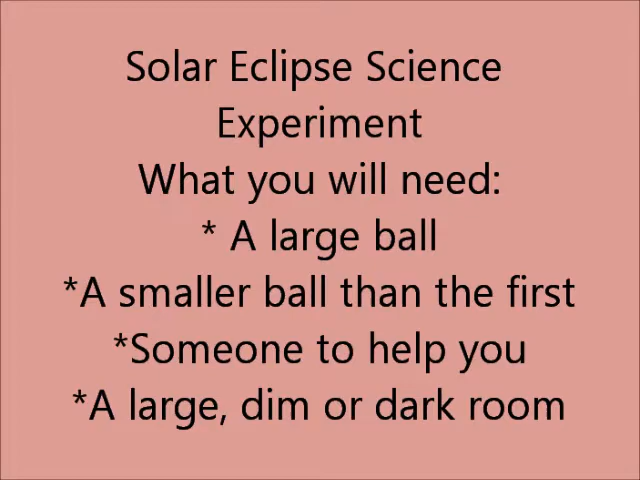 Solar Eclipse Science
Experiment
What you will need:
* A large ball
*A smaller ball than the first
*Someone to help you
*A large, dim or dark room